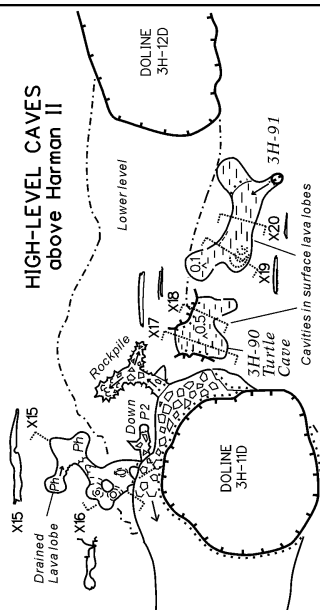 HIGH-LEVEL CAVES
above Harman II
DOLINE
3H-12D
Lower level
3H-91
0.1
X20
X19
Cavities in surface lava lobes
X18
X17
0.5
3H-90
Turtle
Cave
Rockpile
Down
P2
DOLINE
3H-11D
X15
X15
Ph
Ph
X16
Drained
Lava lobe